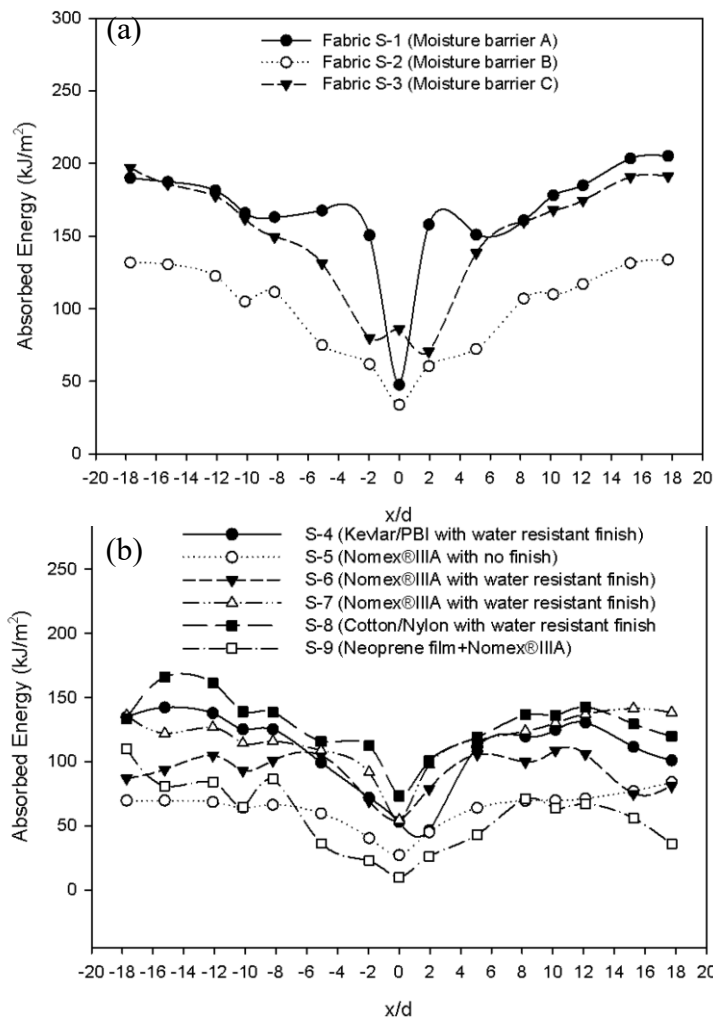 (a)
Fabric S-1 (Moisture barrier A)
Fabric S-2 (Moisture barrier B)
Fabric S-3 (Moisture barrier C)
300
250
200
150
100
50
0
Absorbed Energy (kJ/m²)
-20 -18 -16 -14 -12 -10 -8 -6 -4 -2 0 2 4 6 8 10 12 14 16 18 20
x/d
(b)
S-4 (Kevlar/PBI with water resistant finish)
S-5 (Nomex®IIIA with no finish)
S-6 (Nomex®IIIA with water resistant finish)
S-7 (Nomex®IIIA with water resistant finish)
S-8 (Cotton/Nylon with water resistant finish
S-9 (Neoprene film+Nomex®IIIA)
250
200
150
100
50
0
Absorbed Energy (kJ/m²)
-20 -18 -16 -14 -12 -10 -8 -6 -4 -2 0 2 4 6 8 10 12 14 16 18 20
x/d